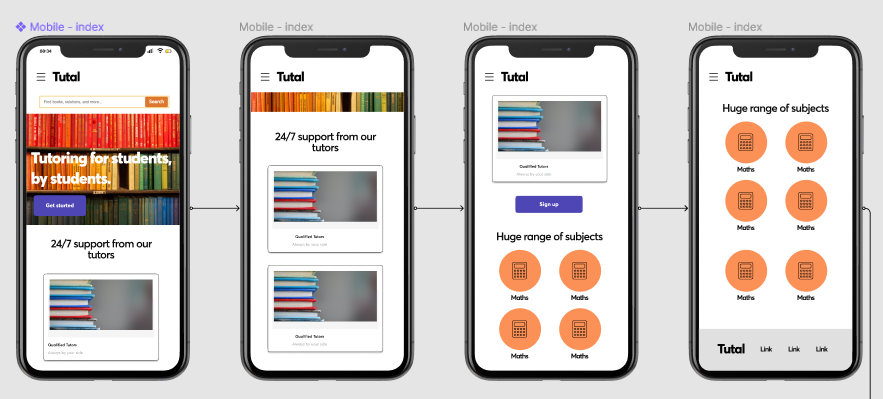 Mobile - index
09:34
Tutal
Find books, solutions, and more...
Search
Tutoring for students,
by students.
Get started
24/7 support from our
tutors
Qualified Tutors
Always by your side
Mobile - index
Tutal
24/7 support from our
tutors
Qualified Tutors
Always by your side
Qualified Tutors
Always by your side
Mobile - index
Tutal
Qualified Tutors
Always by your side
Sign up
Huge range of subjects
Maths Maths
Maths Maths
Mobile - index
Tutal
Huge range of subjects
Maths Maths
Maths Maths
Maths Maths
Tutal Link Link Link